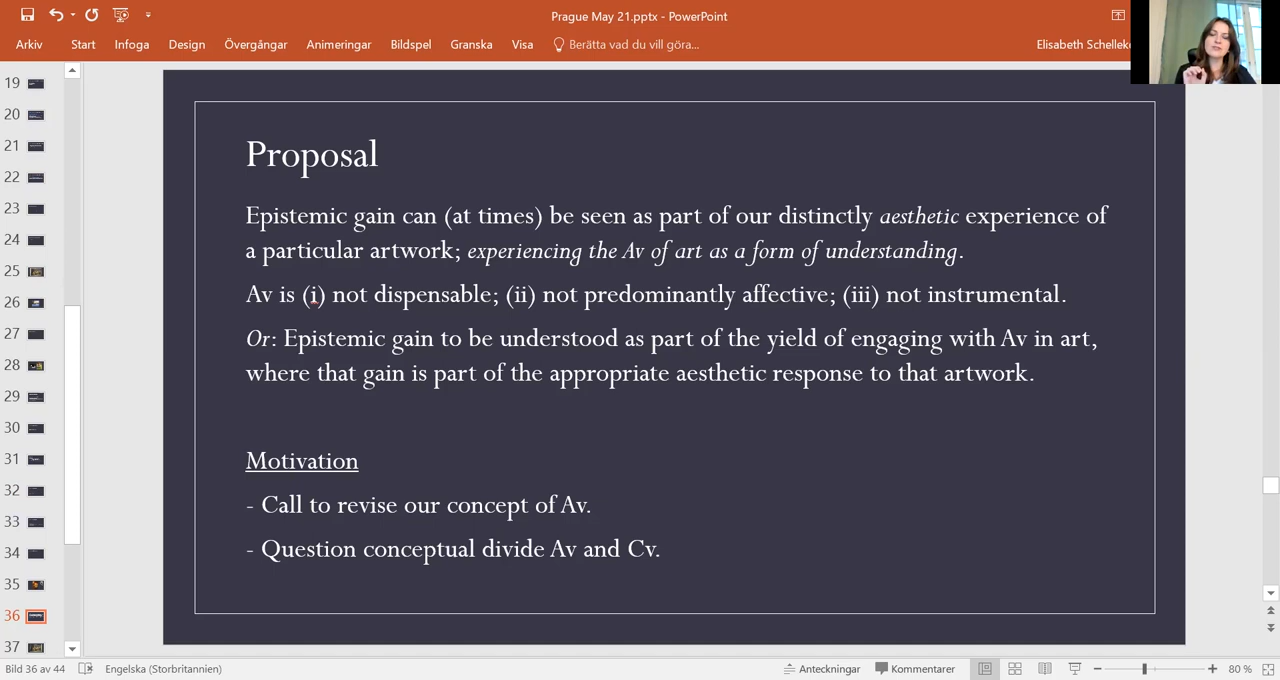 Prague May 21.pptx - PowerPoint
Arkiv Start Infoga Design Övergångar Animeringar Bildspel Granska Visa Berätta vad du vill göra... Elisabeth Schelleke
19
20
21
22
23
24
25
26
27
28
29
30
31
32
33
34
35
36
37
Proposal
Epistemic gain can (at times) be seen as part of our distinctly aesthetic experience of
a particular artwork; experiencing the Av of art as a form of understanding.
Av is (i) not dispensable; (ii) not predominantly affective; (iii) not instrumental.
Or: Epistemic gain to be understood as part of the yield of engaging with Av in art,
where that gain is part of the appropriate aesthetic response to that artwork.
Motivation
- Call to revise our concept of Av.
- Question conceptual divide Av and Cv.
Bild 36 av 44 Engelska (Storbritannien) Anteckningar Kommentarer 80 %